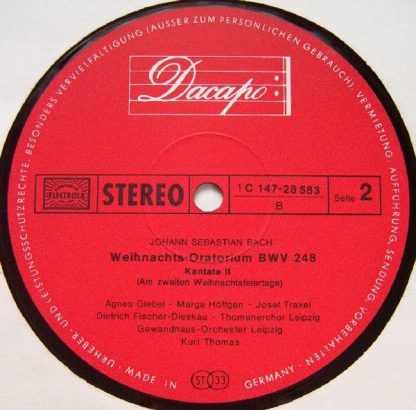 URHEBER- UND LEISTUNGSSCHUTZRECHTE, BESONDERS VERVIELFÄLTIGUNG (AUSSER ZUM PERSÖNLICHEN GEBRAUCH), VERMIETUNG, AUFFÜHRUNG, SENDUNG VORBEHALTEN
Dacapo
ELECTROLA
STEREO
1 C 147-28 583
B
Seite 2
JOHANN SEBASTIAN BACH
Weihnachts-Oratorium BWV 248
Kantate II
(Am zweiten Weihnachtsfeiertage)
Agnes Giebel · Marga Höffgen · Josef Traxel
Dietrich Fischer-Dieskau · Thomanerchor Leipzig
Gewandhaus-Orchester Leipzig
Kurt Thomas
ST 33
· MADE IN GERMANY ·